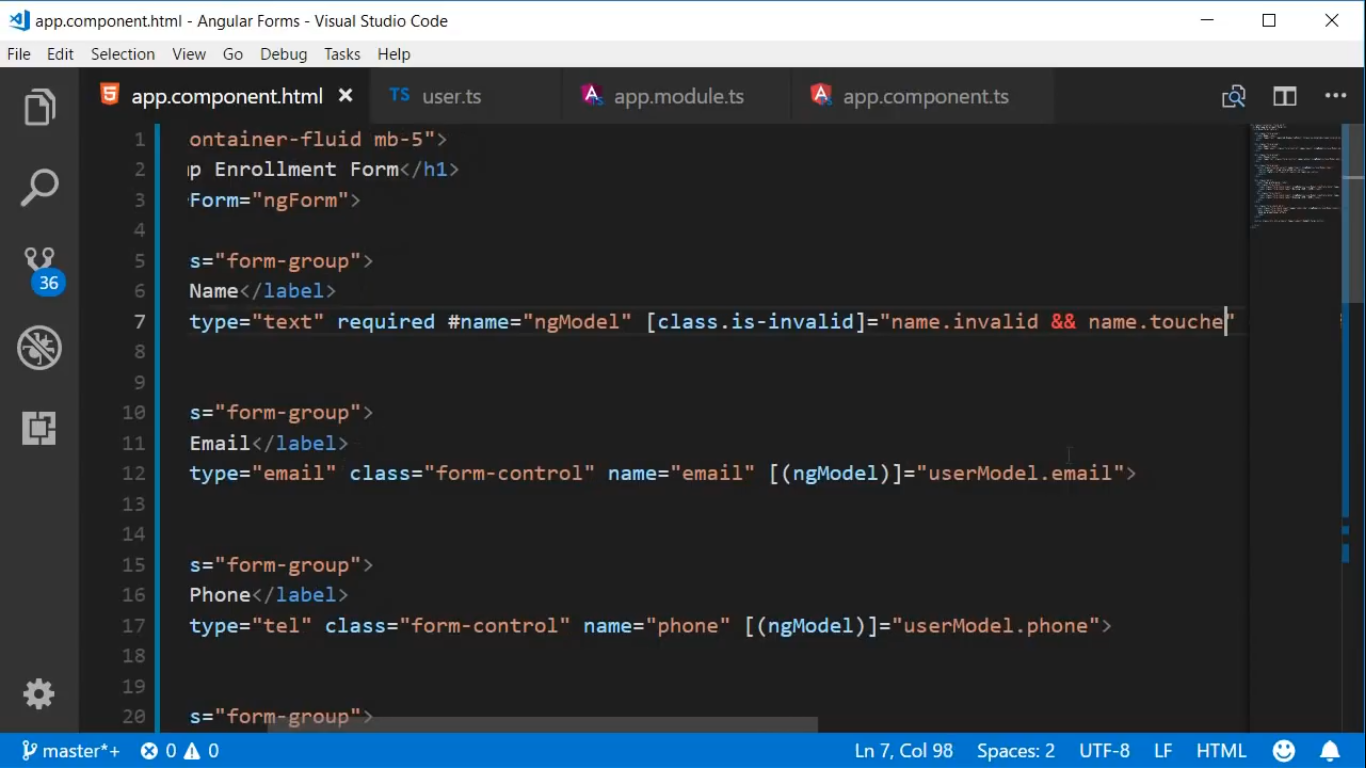 app.component.html - Angular Forms - Visual Studio Code
File Edit Selection View Go Debug Tasks Help
app.component.html TS user.ts app.module.ts app.component.ts
1 ontainer-fluid mb-5">
2 p Enrollment Form</h1>
3 Form="ngForm">
4
5 s="form-group">
6 Name</label>
7 type="text" required #name="ngModel" [class.is-invalid]="name.invalid && name.touche"
8
9
10 s="form-group">
11 Email</label>
12 type="email" class="form-control" name="email" [(ngModel)]="userModel.email">
13
14
15 s="form-group">
16 Phone</label>
17 type="tel" class="form-control" name="phone" [(ngModel)]="userModel.phone">
18
19
20 s="form-group">
36
master*+ 0 0 Ln 7, Col 98 Spaces: 2 UTF-8 LF HTML